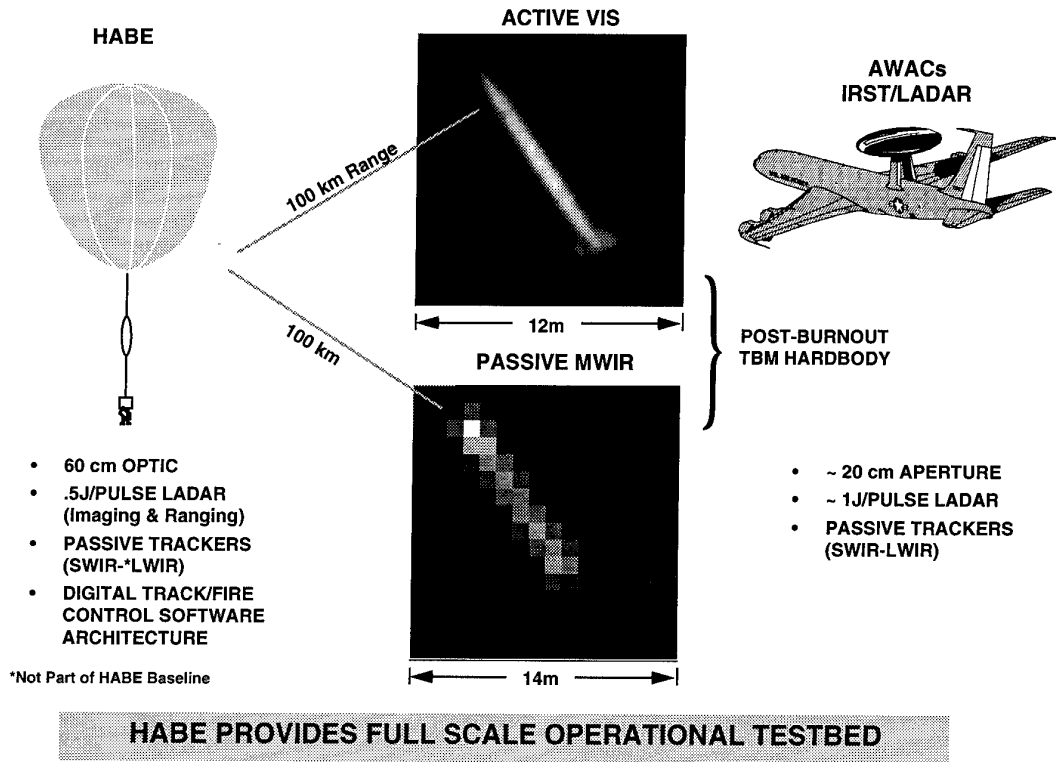 HABE
100 km Range
100 km
• 60 cm OPTIC
• .5J/PULSE LADAR
(Imaging & Ranging)
• PASSIVE TRACKERS
(SWIR-*LWIR)
• DIGITAL TRACK/FIRE
CONTROL SOFTWARE
ARCHITECTURE
*Not Part of HABE Baseline
ACTIVE VIS
12m
PASSIVE MWIR
14m
AWACs
IRST/LADAR
POST-BURNOUT
TBM HARDBODY
• ~ 20 cm APERTURE
• ~ 1J/PULSE LADAR
• PASSIVE TRACKERS
(SWIR-LWIR)
HABE PROVIDES FULL SCALE OPERATIONAL TESTBED